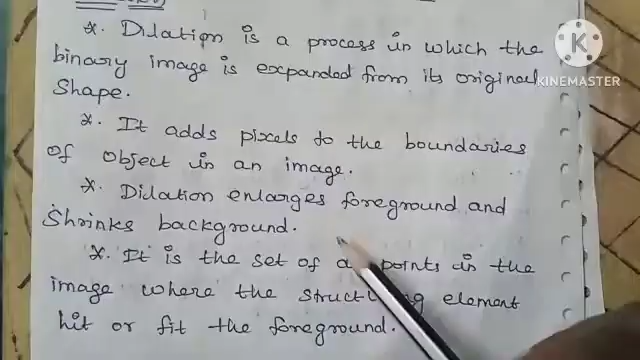 *. Dilation is a process in which the
binary image is expanded from its original
Shape.
*. It adds pixels to the boundaries
of object in an image.
*. Dilation enlarges foreground and
Shrinks background.
*. It is the set of points in the
image where the element
hit or fit the foreground.
KINEMASTER